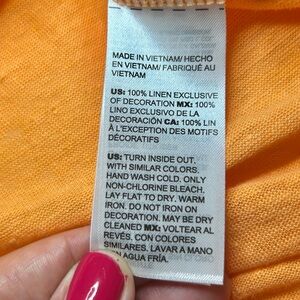 MADE IN VIETNAM/ HECHO
EN VIETNAM/ FABRIQUÉ AU
VIETNAM
US: 100% LINEN EXCLUSIVE
OF DECORATION MX: 100%
LINO EXCLUSIVO DE LA
DECORACIÓN CA: 100% LIN
À L'EXCEPTION DES MOTIFS
DÉCORATIFS
US: TURN INSIDE OUT.
WITH SIMILAR COLORS.
HAND WASH COLD. ONLY
NON-CHLORINE BLEACH.
LAY FLAT TO DRY. WARM
IRON. DO NOT IRON ON
DECORATION. MAY BE DRY
CLEANED MX: VOLTEAR AL
REVÉS, CON COLORES
SIMILARES. LAVAR A MANO
CON AGUA FRÍA.